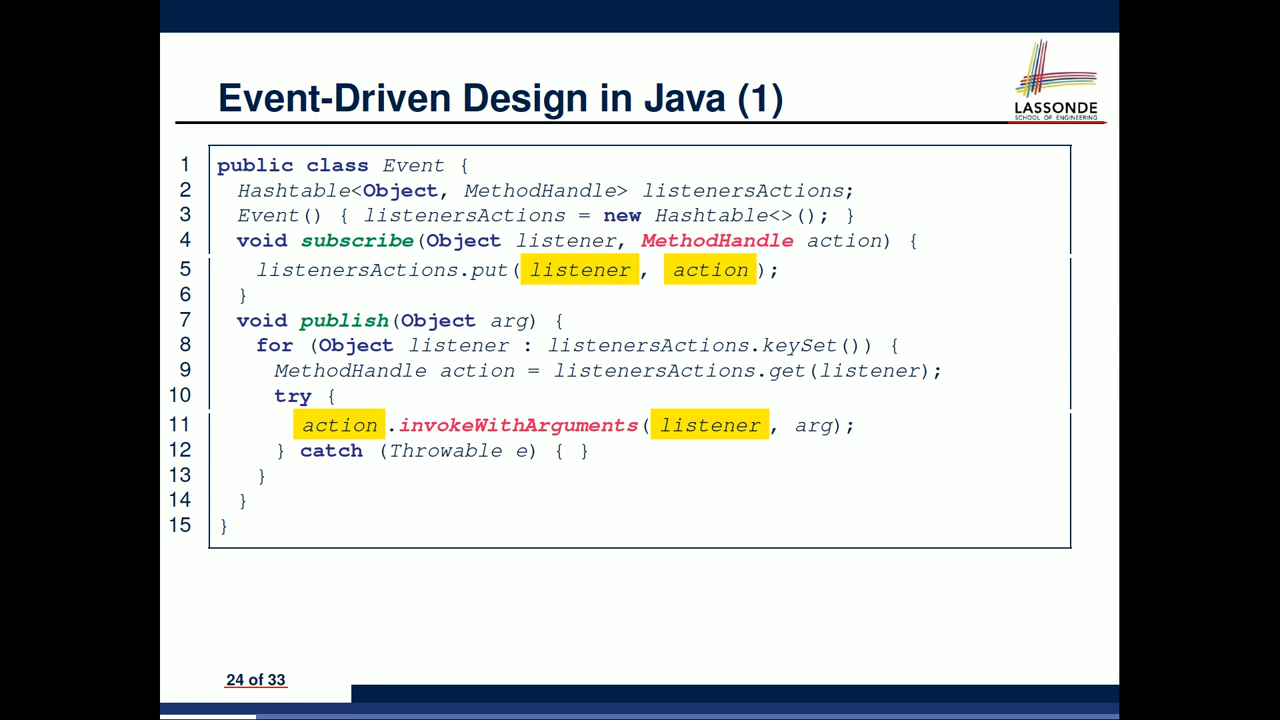 Event-Driven Design in Java (1)
LASSONDE
SCHOOL OF ENGINEERING
1 public class Event {
2 Hashtable<Object, MethodHandle> listenersActions;
3 Event() { listenersActions = new Hashtable<>(); }
4 void subscribe(Object listener, MethodHandle action) {
5 listenersActions.put( listener , action );
6 }
7 void publish(Object arg) {
8 for (Object listener : listenersActions.keySet()) {
9 MethodHandle action = listenersActions.get(listener);
10 try {
11 action .invokeWithArguments( listener , arg);
12 } catch (Throwable e) { }
13 }
14 }
15 }
24 of 33